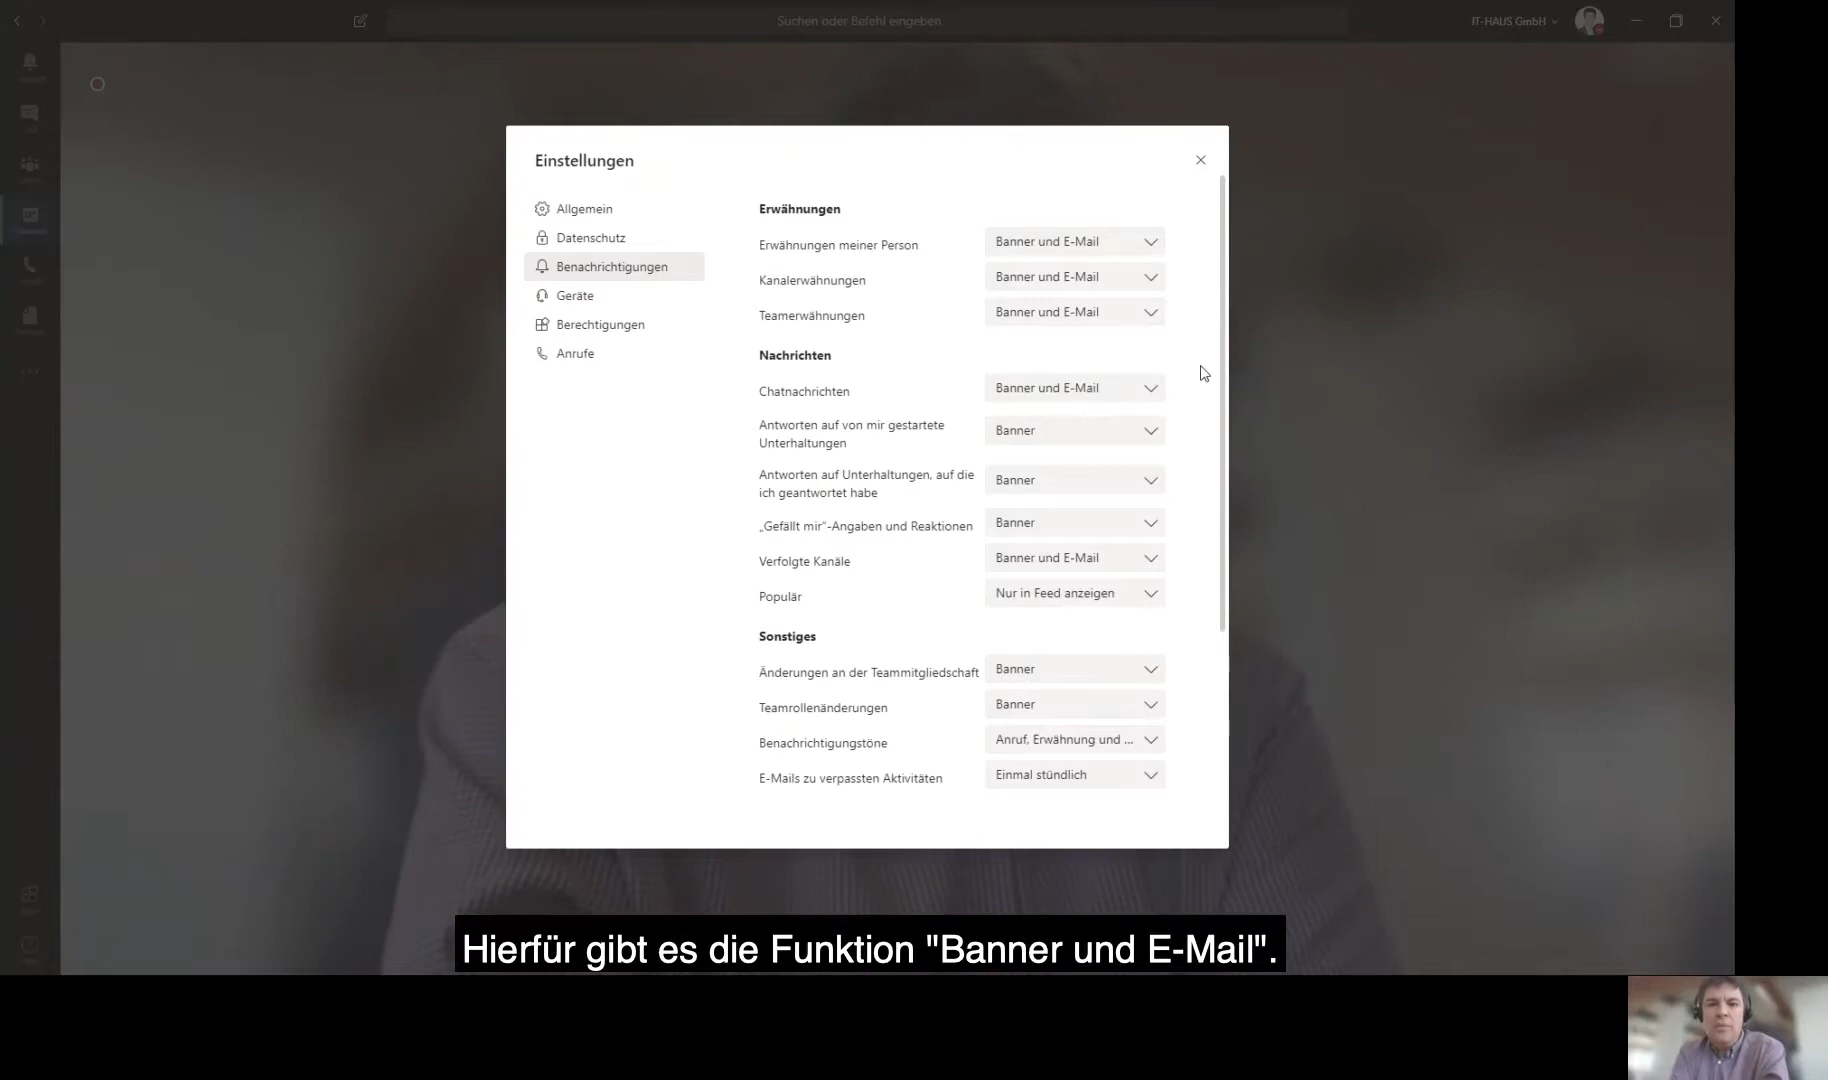 Suchen oder Befehl eingeben
IT-HAUS GmbH
Einstellungen
Allgemein
Datenschutz
Benachrichtigungen
Geräte
Berechtigungen
Anrufe
Erwähnungen
Erwähnungen meiner Person Banner und E-Mail
Kanalerwähnungen Banner und E-Mail
Teamerwähnungen Banner und E-Mail
Nachrichten
Chatnachrichten Banner und E-Mail
Antworten auf von mir gestartete
Unterhaltungen
Banner
Antworten auf Unterhaltungen, auf die
ich geantwortet habe
Banner
„Gefällt mir"-Angaben und Reaktionen Banner
Verfolgte Kanäle Banner und E-Mail
Populär Nur in Feed anzeigen
Sonstiges
Änderungen an der Teammitgliedschaft Banner
Teamrollenänderungen Banner
Benachrichtigungstöne Anruf, Erwähnung und ...
E-Mails zu verpassten Aktivitäten Einmal stündlich
Hierfür gibt es die Funktion "Banner und E-Mail".